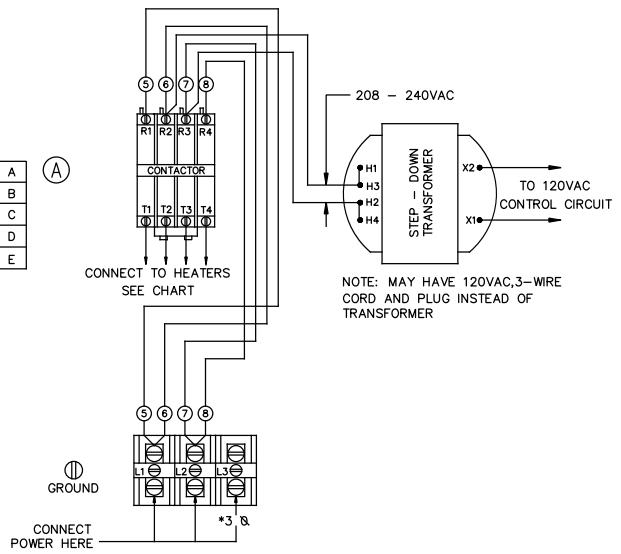 5 6 7 8
R1 R2 R3 R4
CONTACTOR
T1 T2 T3 T4
CONNECT TO HEATERS
SEE CHART
A
B
C
D
E
A
208 - 240VAC
H1
H3
H2
H4
STEP - DOWN
TRANSFORMER
X2
X1
TO 120VAC
CONTROL CIRCUIT
NOTE: MAY HAVE 120VAC,3-WIRE
CORD AND PLUG INSTEAD OF
TRANSFORMER
5 6 7 8
L1 L2 L3
GROUND
*3 Ø
CONNECT
POWER HERE